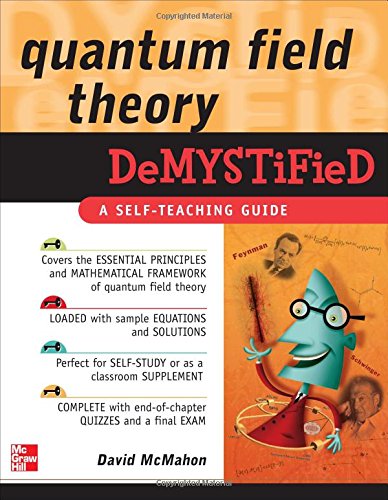 Copyrighted Material
quantum field
theory
DeMYSTiFieD
A SELF-TEACHING GUIDE
Covers the ESSENTIAL PRINCIPLES
and MATHEMATICAL FRAMEWORK
of quantum field theory
LOADED with sample EQUATIONS
and SOLUTIONS
Perfect for SELF-STUDY or as a
classroom SUPPLEMENT
COMPLETE with end-of-chapter
QUIZZES and a final EXAM
Feynman
Schwinger
Mc
Graw
Hill
David McMahon
Copyrighted Material